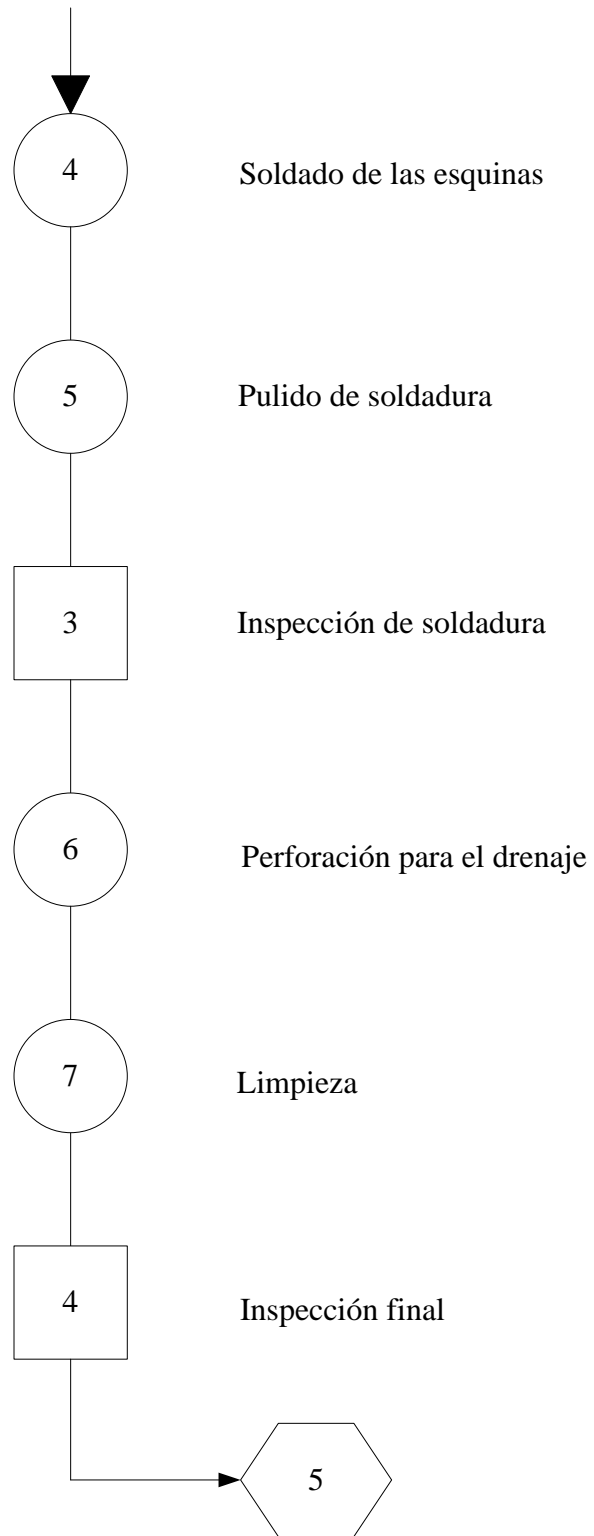 4 Soldado de las esquinas
5 Pulido de soldadura
3 Inspección de soldadura
6 Perforación para el drenaje
7 Limpieza
4 Inspección final
5